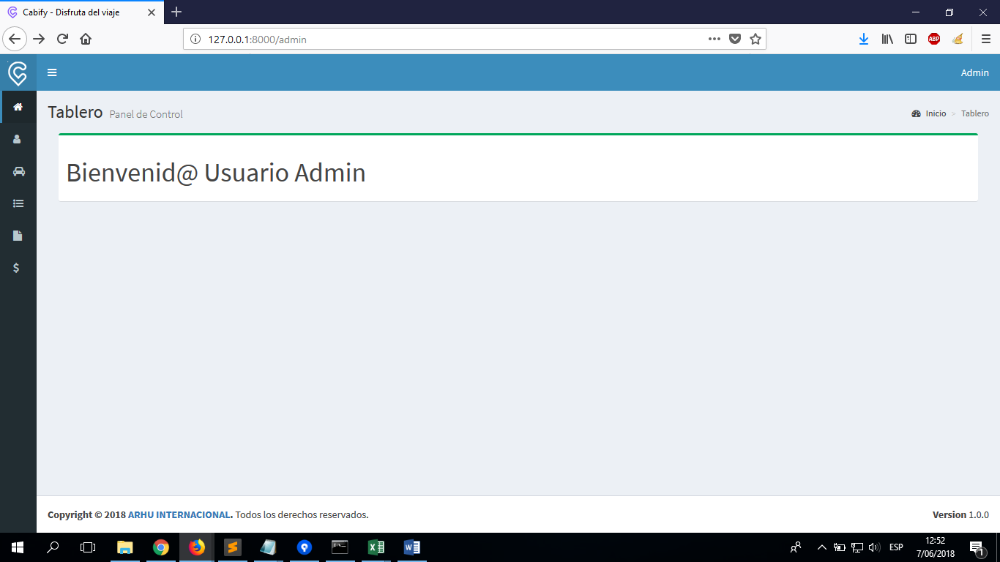 Cabify - Disfruta del viaje
127.0.0.1:8000/admin
ABP
Admin
Tablero Panel de Control
Inicio > Tablero
Bienvenid@ Usuario Admin
$
Copyright © 2018 ARHU INTERNACIONAL. Todos los derechos reservados.
Version 1.0.0
ESP
12:52
7/06/2018
1